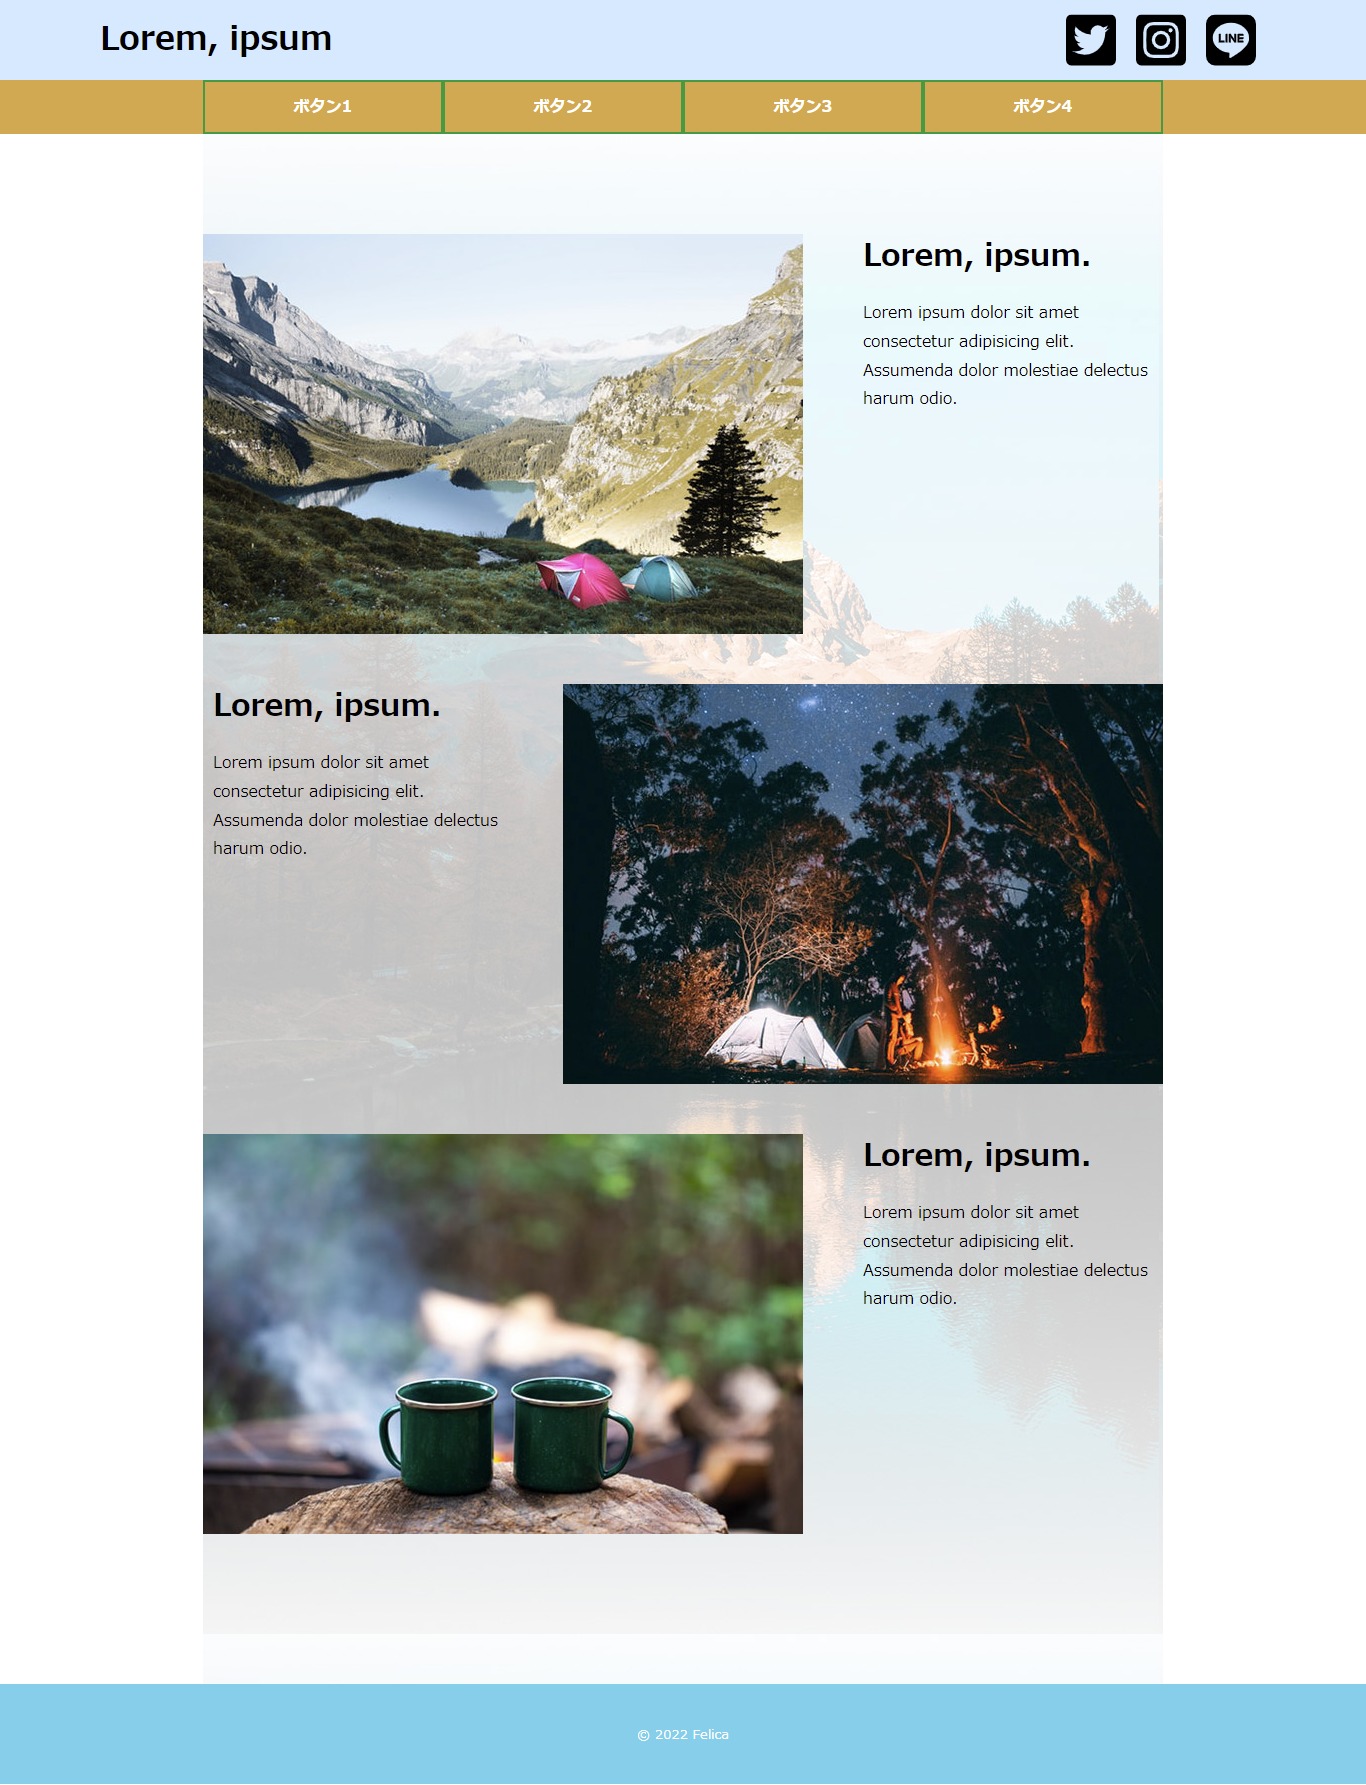 Lorem, ipsum
LINE
ボタン1
ボタン2
ボタン3
ボタン4
Lorem, ipsum.
Lorem ipsum dolor sit amet
consectetur adipisicing elit.
Assumenda dolor molestiae delectus
harum odio.
Lorem, ipsum.
Lorem ipsum dolor sit amet
consectetur adipisicing elit.
Assumenda dolor molestiae delectus
harum odio.
Lorem, ipsum.
Lorem ipsum dolor sit amet
consectetur adipisicing elit.
Assumenda dolor molestiae delectus
harum odio.
© 2022 Felica